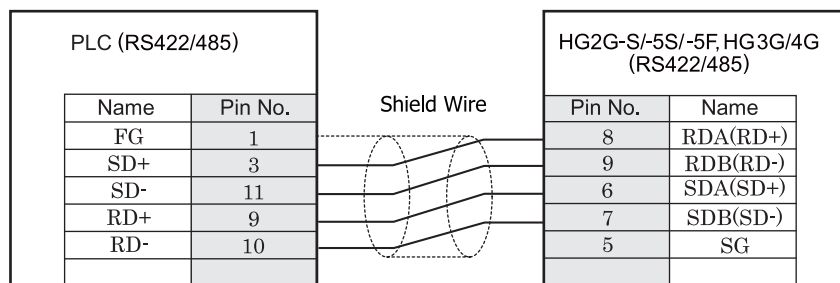 PLC (RS422/485)
HG2G-S/-5S/-5F, HG3G/4G
(RS422/485)
Shield Wire
Name Pin No.
FG 1
SD+ 3
SD- 11
RD+ 9
RD- 10
Pin No. Name
8 RDA(RD+)
9 RDB(RD-)
6 SDA(SD+)
7 SDB(SD-)
5 SG